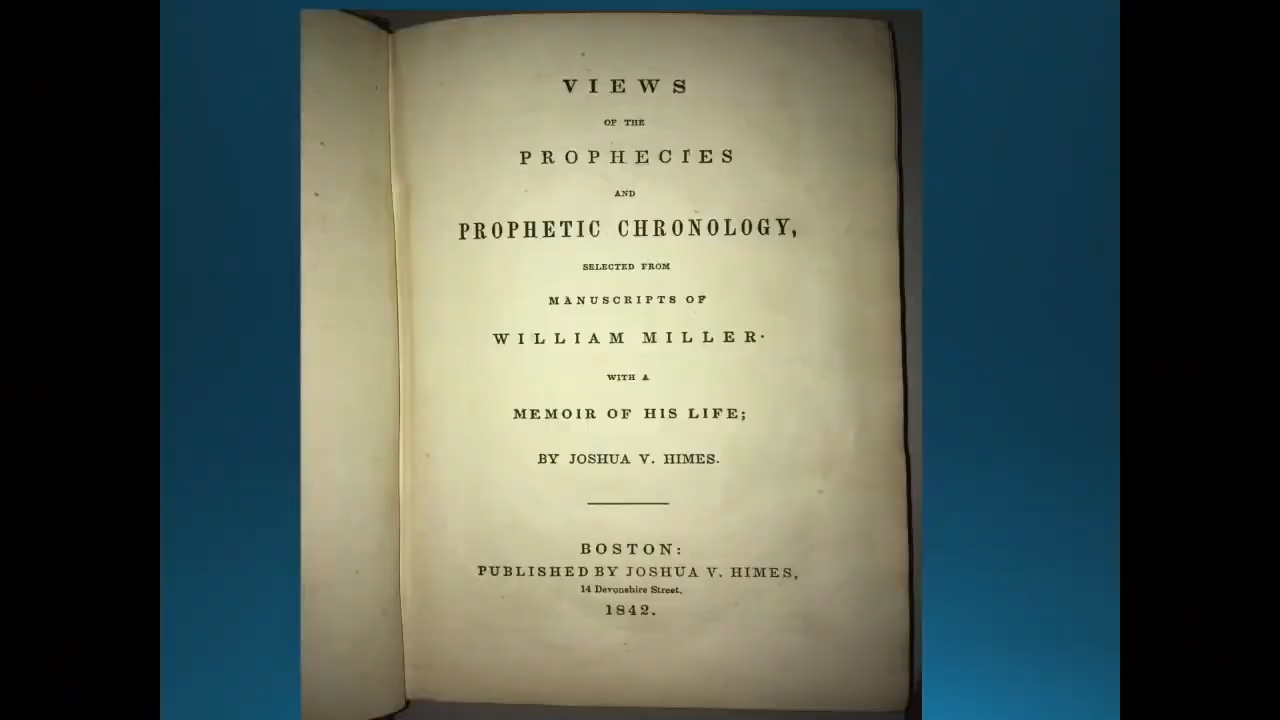 VIEWS
OF THE
PROPHECIES
AND
PROPHETIC CHRONOLOGY,
SELECTED FROM
MANUSCRIPTS OF
WILLIAM MILLER·
WITH A
MEMOIR OF HIS LIFE;
BY JOSHUA V. HIMES.
BOSTON:
PUBLISHED BY JOSHUA V. HIMES,
14 Devonshire Street.
1842.